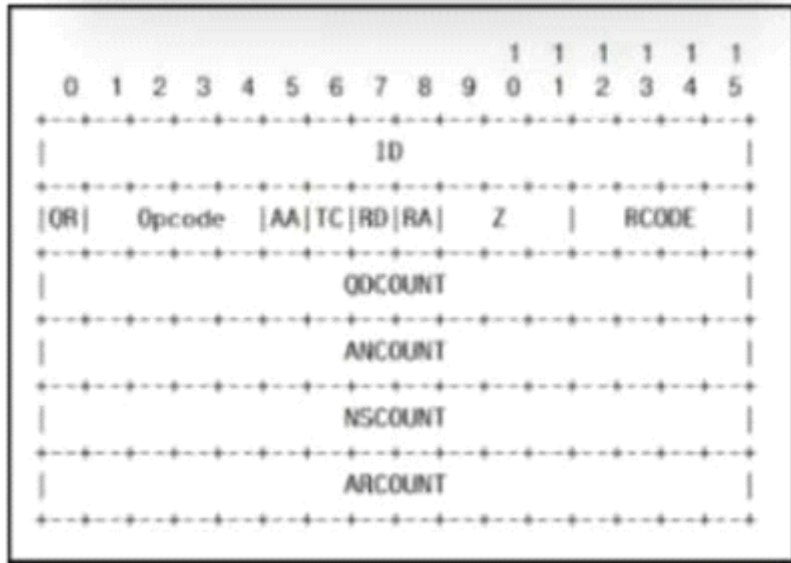 1 1 1 1 1 1
0 1 2 3 4 5 6 7 8 9 0 1 2 3 4 5
+--+--+--+--+--+--+--+--+--+--+--+--+--+--+--+--+
| ID |
+--+--+--+--+--+--+--+--+--+--+--+--+--+--+--+--+
|QR| Opcode |AA|TC|RD|RA| Z | RCODE |
+--+--+--+--+--+--+--+--+--+--+--+--+--+--+--+--+
| QDCOUNT |
+--+--+--+--+--+--+--+--+--+--+--+--+--+--+--+--+
| ANCOUNT |
+--+--+--+--+--+--+--+--+--+--+--+--+--+--+--+--+
| NSCOUNT |
+--+--+--+--+--+--+--+--+--+--+--+--+--+--+--+--+
| ARCOUNT |
+--+--+--+--+--+--+--+--+--+--+--+--+--+--+--+--+